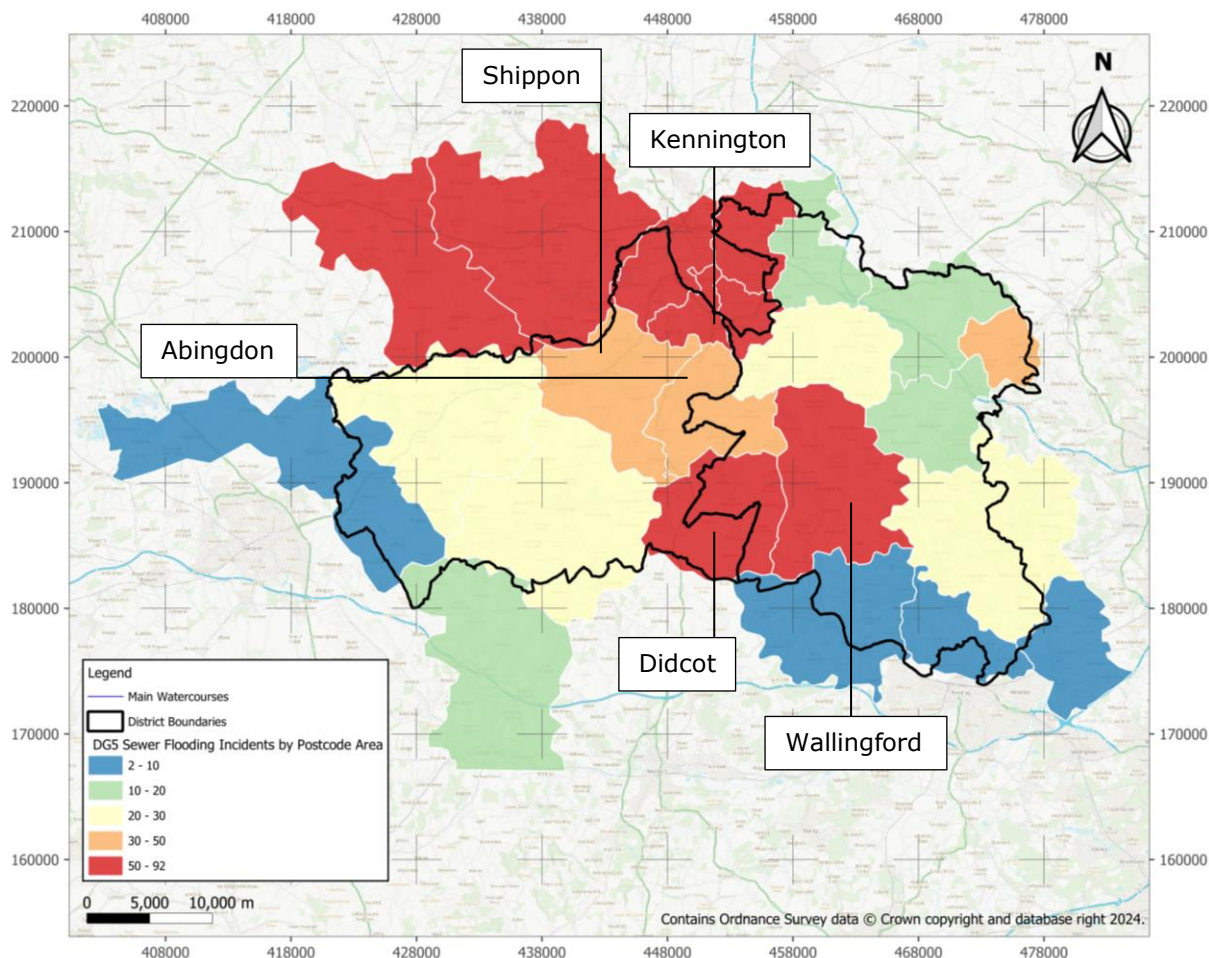 408000 418000 428000 438000 448000 458000 468000 478000
Shippon
N
220000 220000
Kennington
210000 210000
200000 200000
Abingdon
190000 190000
180000 180000
Didcot
Legend
Main Watercourses
District Boundaries
DG5 Sewer Flooding Incidents by Postcode Area
2 - 10
10 - 20
20 - 30
30 - 50
50 - 92
170000 170000
Wallingford
160000 160000
0 5,000 10,000 m
Contains Ordnance Survey data © Crown copyright and database right 2024.
408000 418000 428000 438000 448000 458000 468000 478000